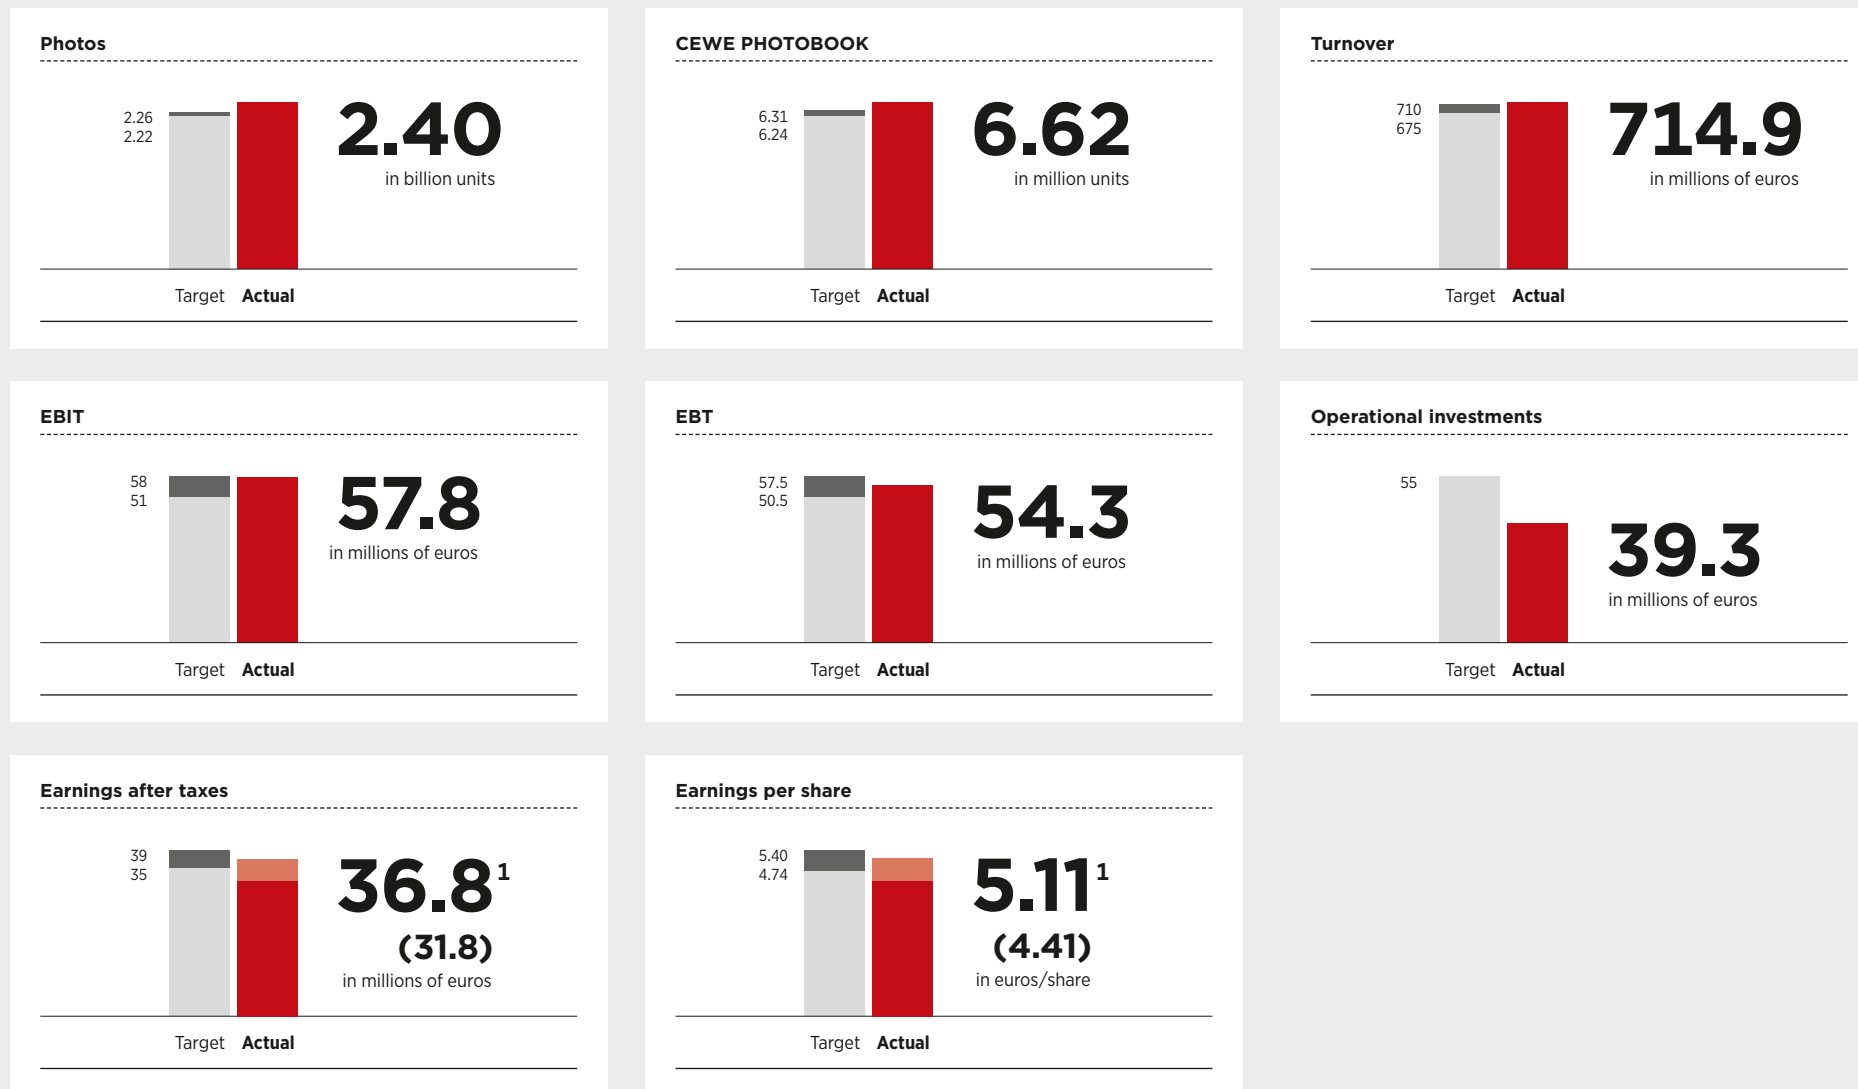 Photos
2.26
2.22
2.40
in billion units
Target Actual
CEWE PHOTOBOOK
6.31
6.24
6.62
in million units
Target Actual
Turnover
710
675
714.9
in millions of euros
Target Actual
EBIT
58
51
57.8
in millions of euros
Target Actual
EBT
57.5
50.5
54.3
in millions of euros
Target Actual
Operational investments
55
39.3
in millions of euros
Target Actual
Earnings after taxes
39
35
36.8¹
(31.8)
in millions of euros
Target Actual
Earnings per share
5.40
4.74
5.11¹
(4.41)
in euros/share
Target Actual